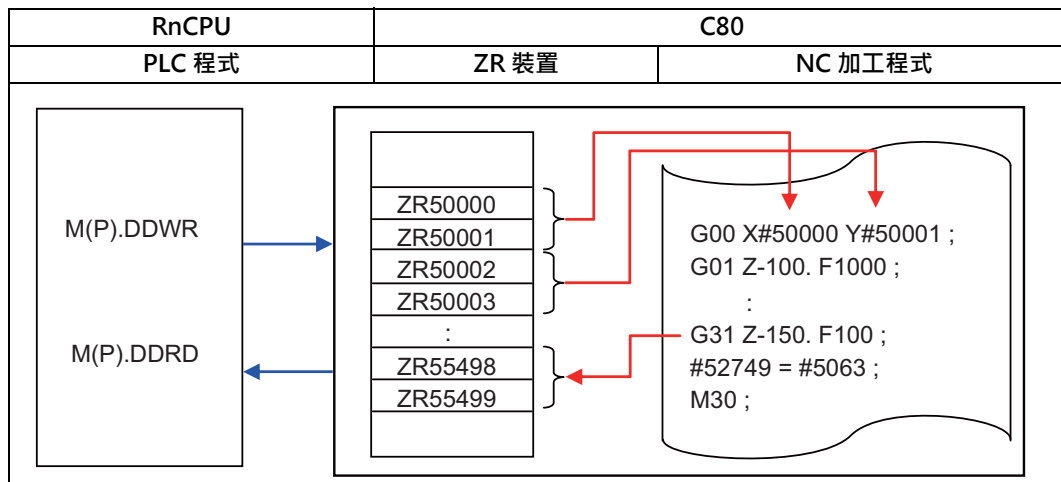 RnCPU
C80
PLC 程式
ZR 裝置
NC 加工程式
M(P).DDWR
M(P).DDRD
ZR50000
ZR50001
ZR50002
ZR50003
:
ZR55498
ZR55499
G00 X#50000 Y#50001 ;
G01 Z-100. F1000 ;
:
G31 Z-150. F100 ;
#52749 = #5063 ;
M30 ;